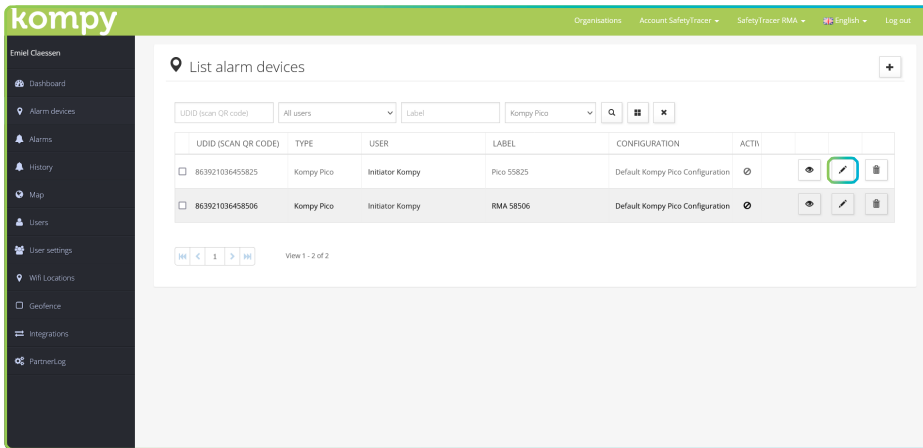 kompy
Organisations Account SafetyTracer SafetyTracer RMA English Log out
Emiel Claessen
Dashboard
Alarm devices
Alarms
History
Map
Users
User settings
Wifi Locations
Geofence
Integrations
PartnerLog
List alarm devices
+
UDID (scan QR code) All users Label Kompy Pico
UDID (SCAN QR CODE) TYPE USER LABEL CONFIGURATION ACTIV
863921036455825 Kompy Pico Initiator Kompy Pico 55825 Default Kompy Pico Configuration
863921036458506 Kompy Pico Initiator Kompy RMA 58506 Default Kompy Pico Configuration
1 View 1 - 2 of 2